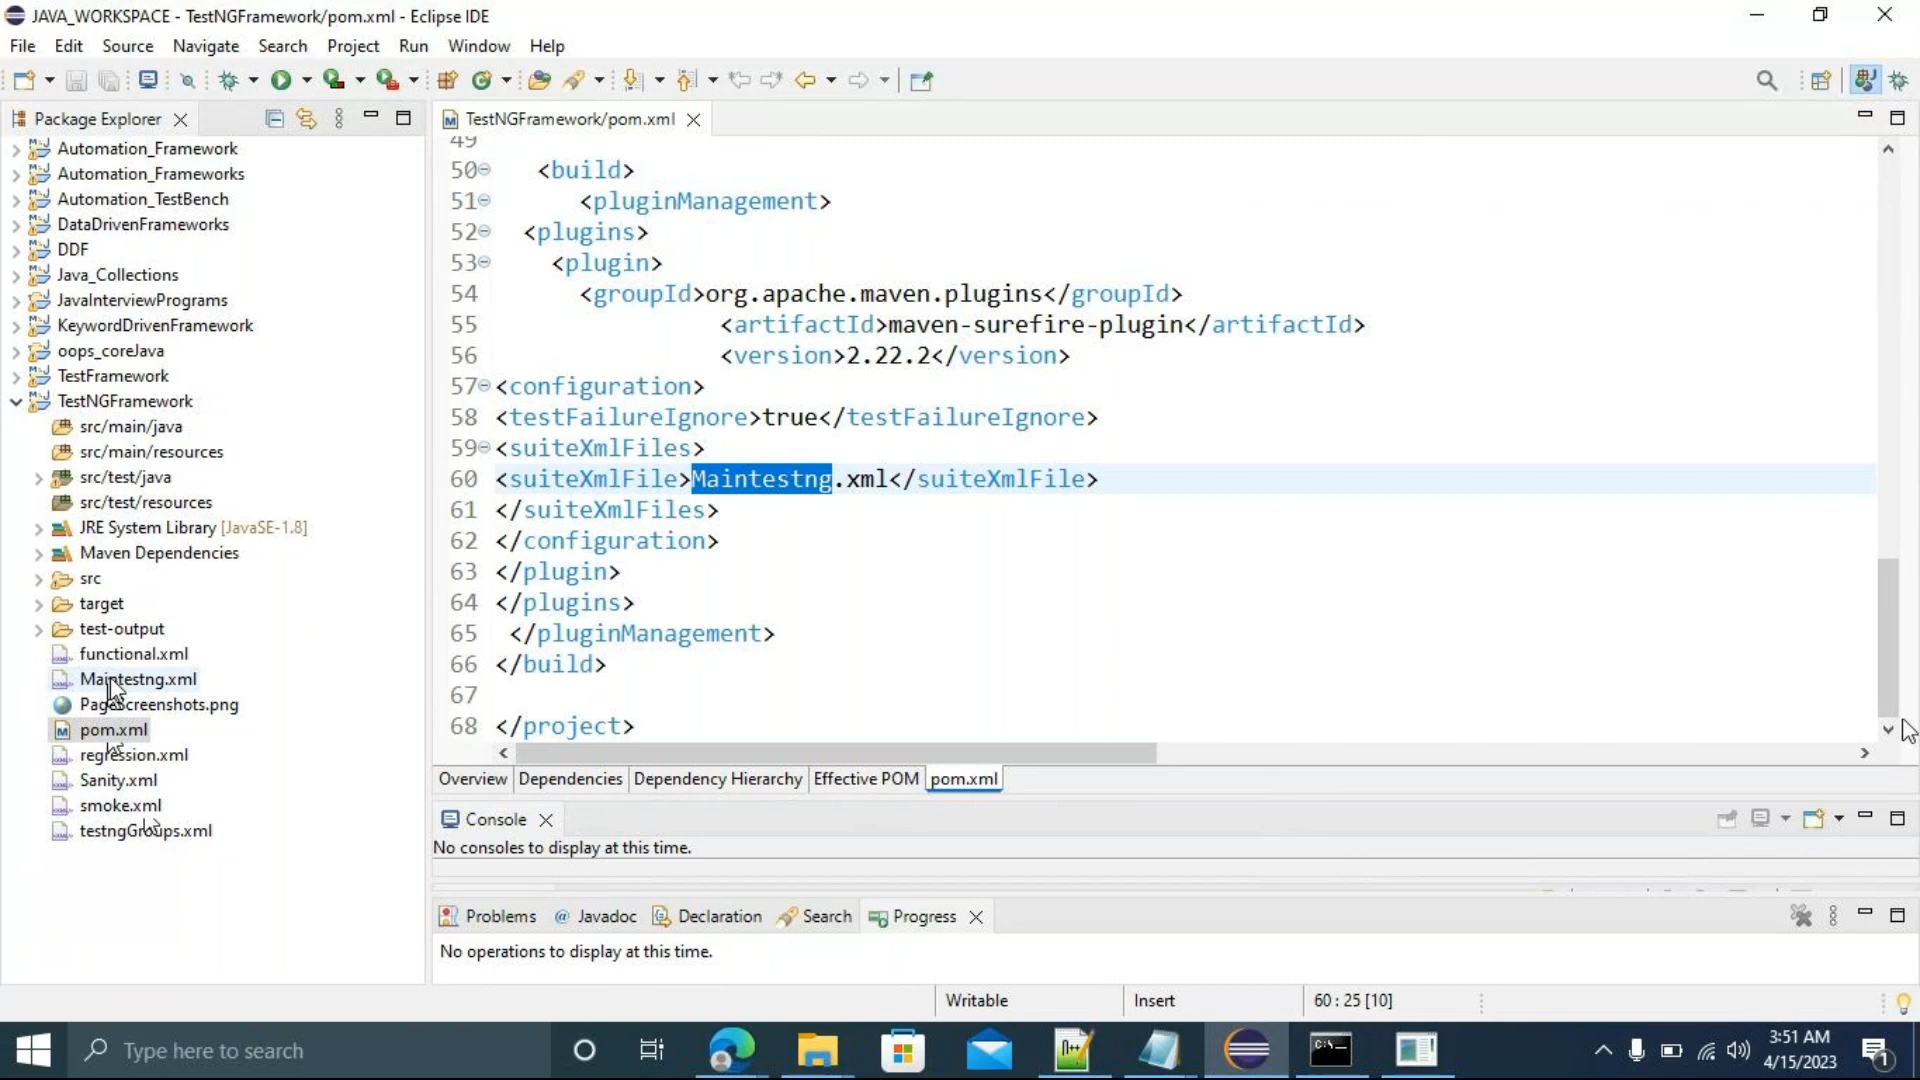 JAVA_WORKSPACE - TestNGFramework/pom.xml - Eclipse IDE
File Edit Source Navigate Search Project Run Window Help
Package Explorer
Automation_Framework
Automation_Frameworks
Automation_TestBench
DataDrivenFrameworks
DDF
Java_Collections
JavaInterviewPrograms
KeywordDrivenFramework
oops_coreJava
TestFramework
TestNGFramework
src/main/java
src/main/resources
src/test/java
src/test/resources
JRE System Library [JavaSE-1.8]
Maven Dependencies
src
target
test-output
functional.xml
Maintestng.xml
PageScreenshots.png
pom.xml
regression.xml
Sanity.xml
smoke.xml
testngGroups.xml
TestNGFramework/pom.xml
49
50 <build>
51 <pluginManagement>
52 <plugins>
53 <plugin>
54 <groupId>org.apache.maven.plugins</groupId>
55 <artifactId>maven-surefire-plugin</artifactId>
56 <version>2.22.2</version>
57 <configuration>
58 <testFailureIgnore>true</testFailureIgnore>
59 <suiteXmlFiles>
60 <suiteXmlFile>Maintestng.xml</suiteXmlFile>
61 </suiteXmlFiles>
62 </configuration>
63 </plugin>
64 </plugins>
65 </pluginManagement>
66 </build>
67
68 </project>
Overview Dependencies Dependency Hierarchy Effective POM pom.xml
Console
No consoles to display at this time.
Problems @ Javadoc Declaration Search Progress
No operations to display at this time.
Writable Insert 60 : 25 [10]
Type here to search
3:51 AM
4/15/2023
1